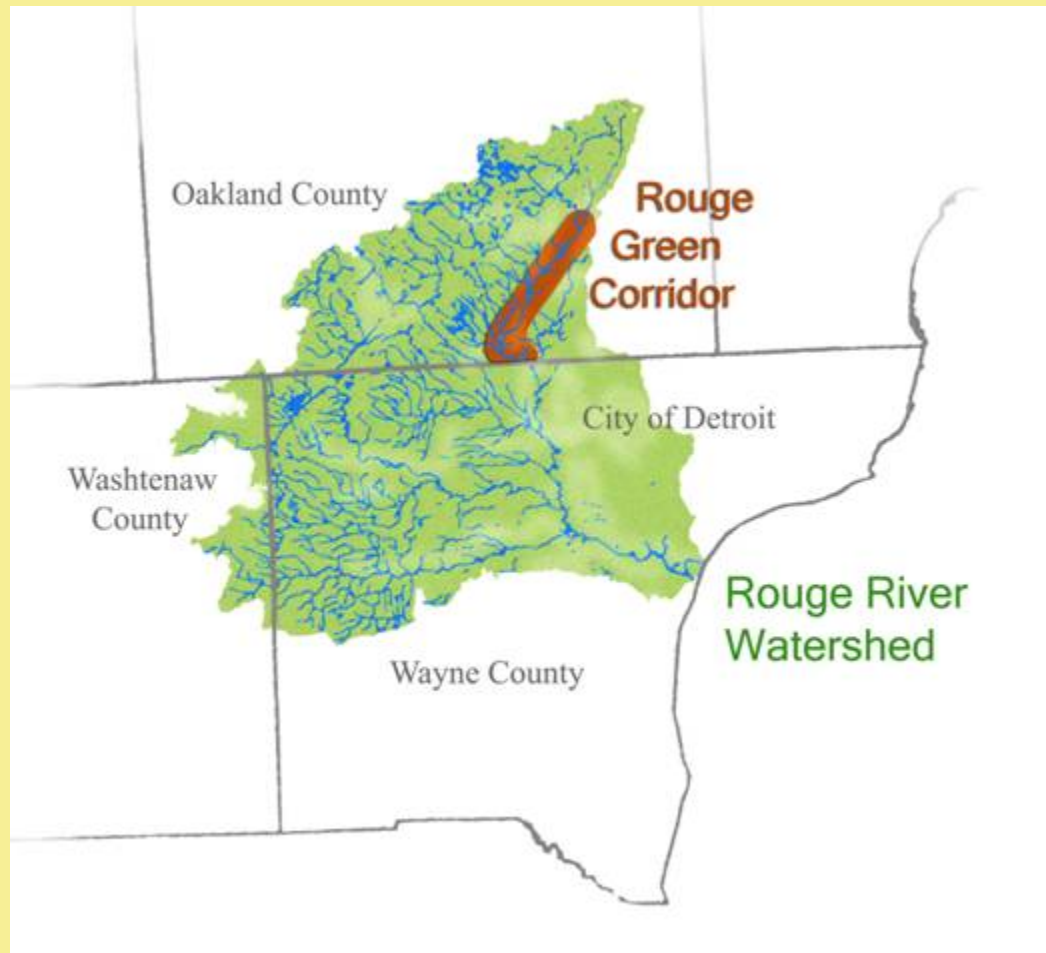 Oakland County
Rouge
Green
Corridor
City of Detroit
Washtenaw
County
Rouge River
Watershed
Wayne County